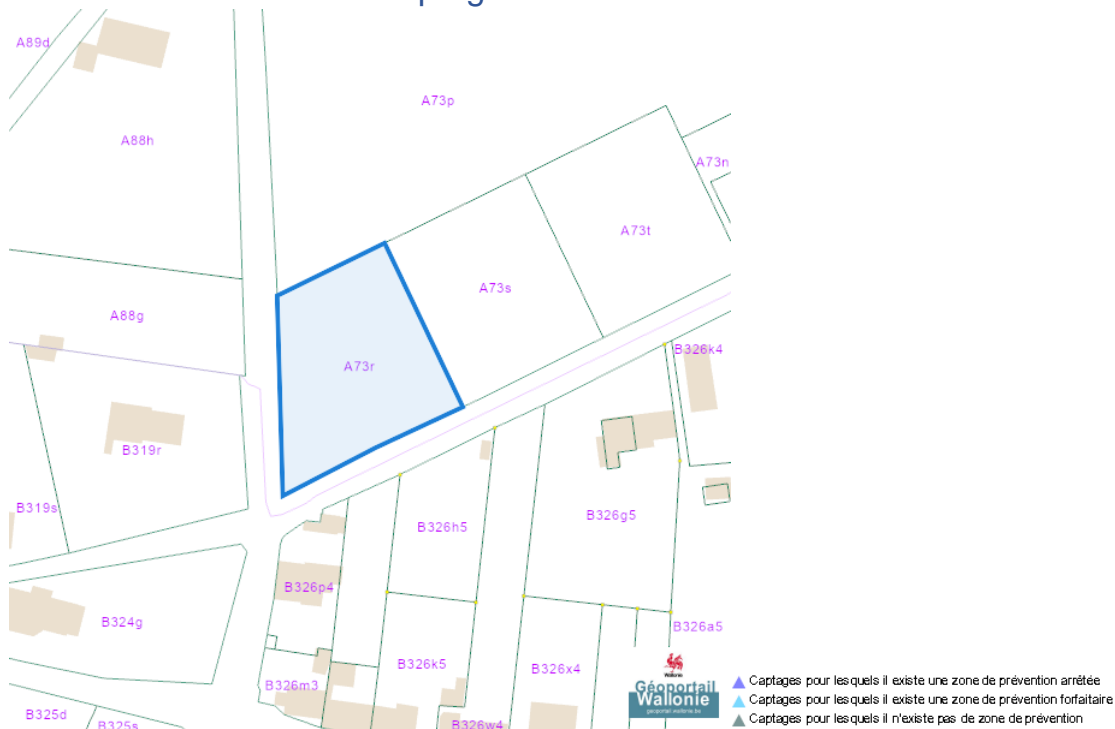 A89d
A73p
A88h
A73n
A73t
A73s
A88g
B326k4
A73r
B319r
B319s
B326g5
B326h5
B326p4
B324g
B326a5
B326k5
B326x4
B326m3
B325d
B325s
B326w4
Wallonie
Géoportail
Wallonie
geoportail.wallonie.be
Captages pour lesquels il existe une zone de prévention arrêtée
Captages pour lesquels il existe une zone de prévention forfaitaire
Captages pour lesquels il n'existe pas de zone de prévention